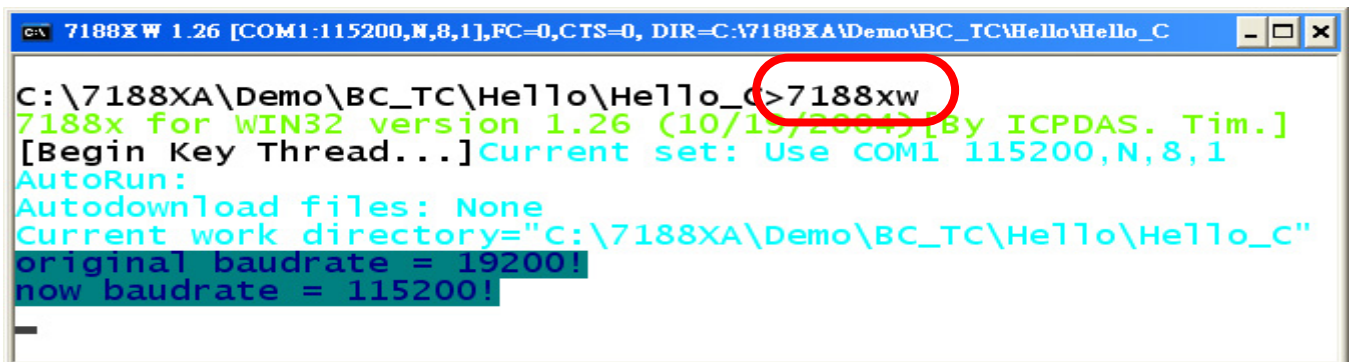 7188XW 1.26 [COM1:115200,N,8,1],FC=0,CTS=0, DIR=C:\7188XA\Demo\BC_TC\Hello\Hello_C
C:\7188XA\Demo\BC_TC\Hello\Hello_C>7188xw
7188x for WIN32 version 1.26 (10/19/2004)[By ICPDAS. Tim.]
[Begin Key Thread...]Current set: Use COM1 115200,N,8,1
AutoRun:
Autodownload files: None
Current work directory="C:\7188XA\Demo\BC_TC\Hello\Hello_C"
original baudrate = 19200!
now baudrate = 115200!